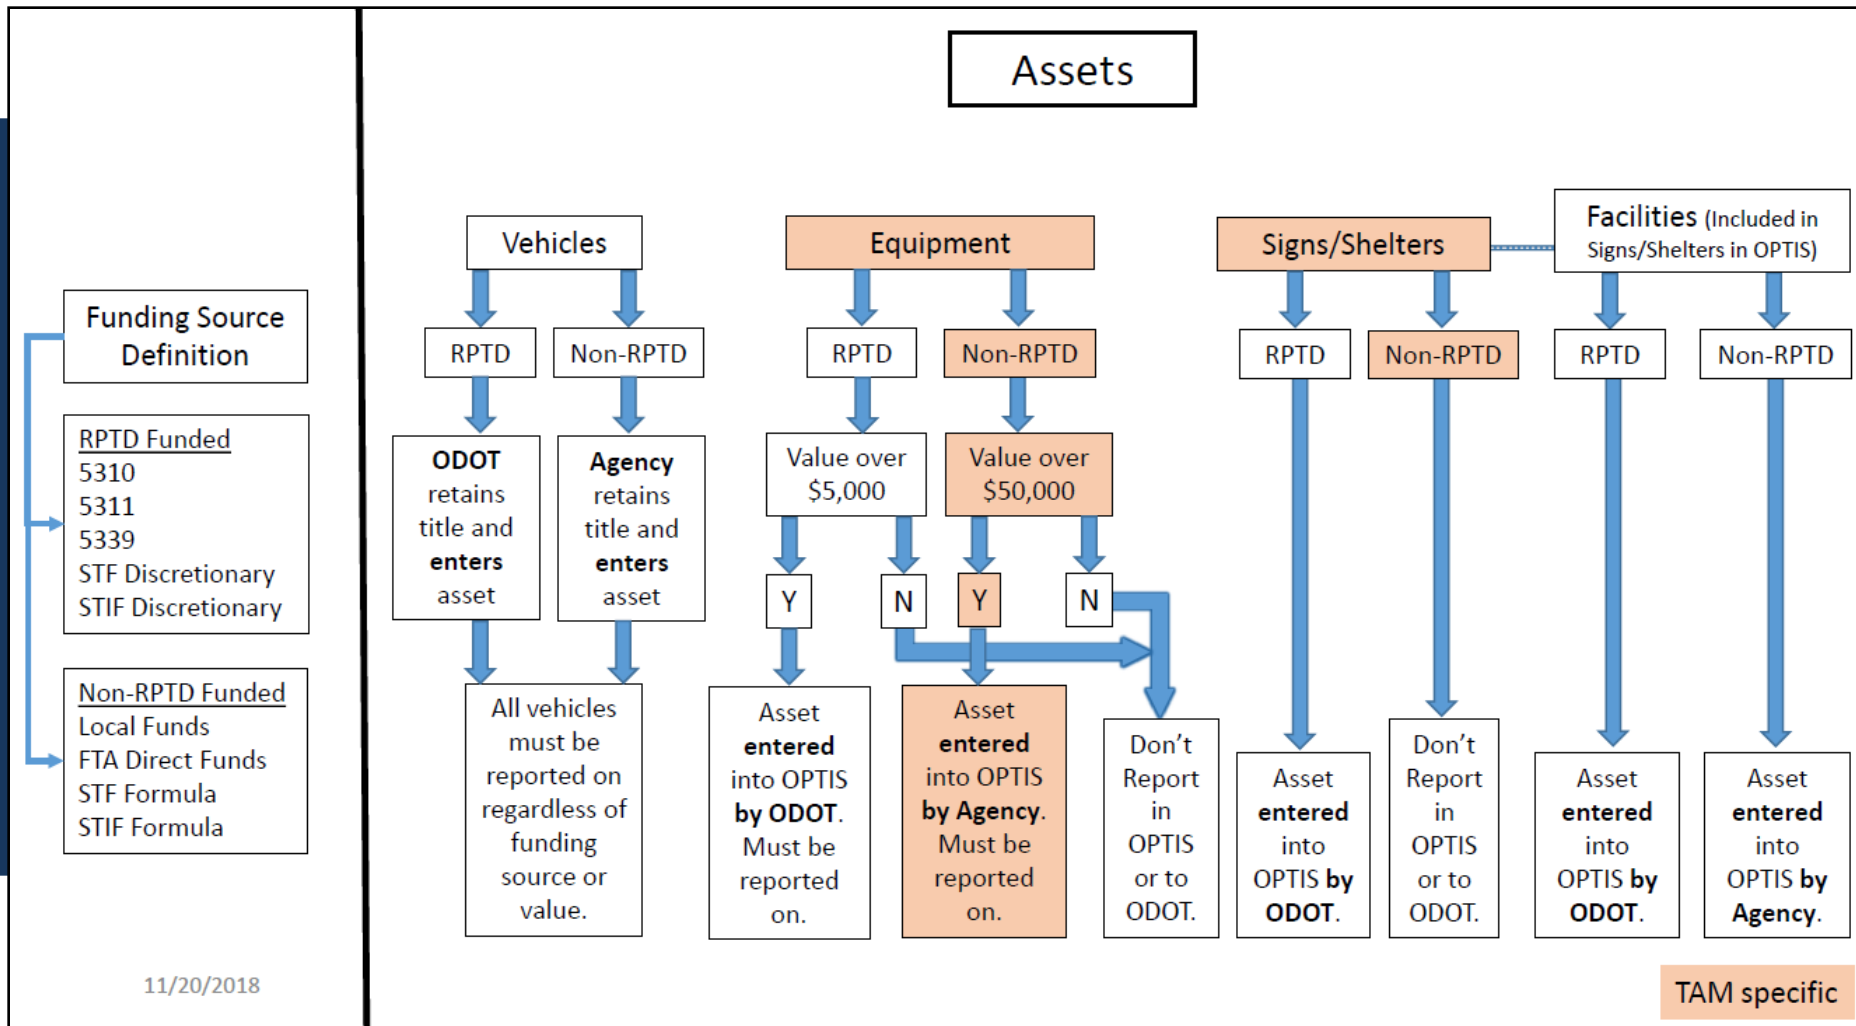 Assets
Funding Source
Definition
RPTD Funded
5310
5311
5339
STF Discretionary
STIF Discretionary
Non-RPTD Funded
Local Funds
FTA Direct Funds
STF Formula
STIF Formula
11/20/2018
Vehicles
RPTD
Non-RPTD
ODOT
retains
title and
enters
asset
Agency
retains
title and
enters
asset
All vehicles
must be
reported on
regardless of
funding
source or
value.
Equipment
RPTD
Non-RPTD
Value over
$5,000
Value over
$50,000
Y
N
Y
N
Asset
entered
into OPTIS
by ODOT.
Must be
reported
on.
Asset
entered
into OPTIS
by Agency.
Must be
reported
on.
Don't
Report
in
OPTIS
or to
ODOT.
Signs/Shelters
RPTD
Non-RPTD
Asset
entered
into
OPTIS by
ODOT.
Don't
Report
in
OPTIS
or to
ODOT.
Facilities (Included in
Signs/Shelters in OPTIS)
RPTD
Non-RPTD
Asset
entered
into
OPTIS by
ODOT.
Asset
entered
into
OPTIS by
Agency.
TAM specific